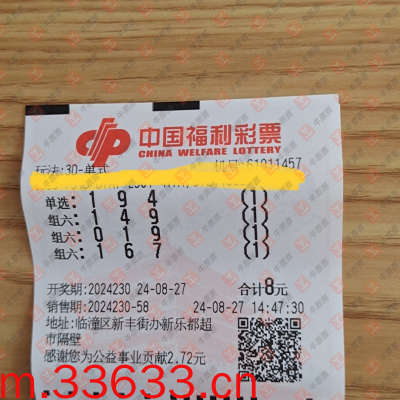 中国福利彩票
CHINA WELFARE LOTTERY
玩法:3D-单式 机号:61011457
单选: 1 9 4 (1)
组六: 1 4 9 (1)
组六: 0 1 9 (1)
组六: 1 6 7 (1)
开奖期:2024230 24-08-27 合计8元
销售期:2024230-58 24-08-27 14:47:30
地址:临潼区新丰街办新乐都超
市隔壁
感谢您为公益事业贡献2.72元
m.33633.cn